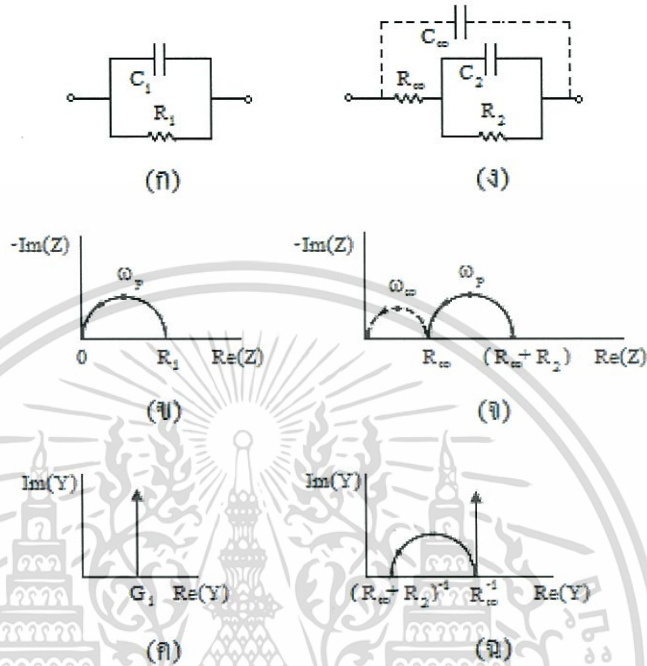 C∞
C₁
R∞
C₂
R₁
R₂
(ก)
(ง)
-Im(Z)
ωₚ
-Im(Z)
ω∞
ωₚ
0
R₁
Re(Z)
R∞
(R∞+R₂)
Re(Z)
(ข)
(จ)
Im(Y)
Im(Y)
G₁
Re(Y)
(R∞+R₂)⁻¹
R∞⁻¹
Re(Y)
(ค)
(ฉ)